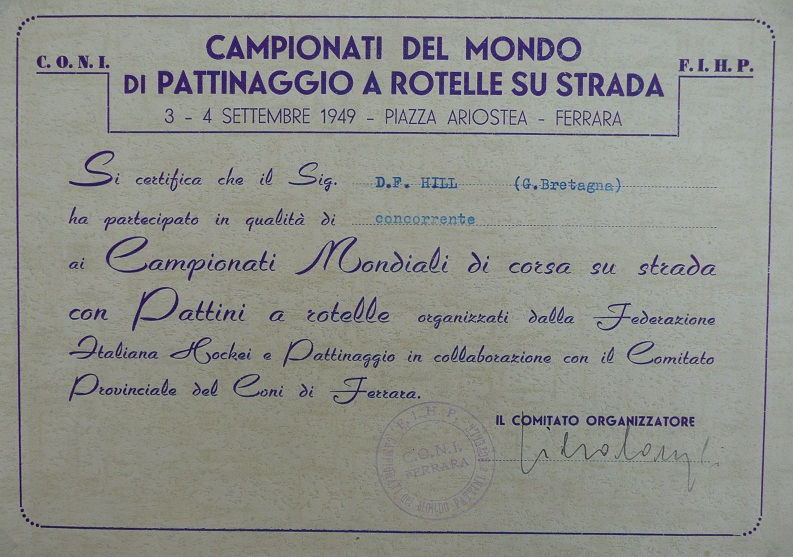 C. O. N. I.
CAMPIONATI DEL MONDO
F. I. H. P.
DI PATTINAGGIO A ROTELLE SU STRADA
3 - 4 SETTEMBRE 1949 - PIAZZA ARIOSTEA - FERRARA
Si certifica che il Sig. D.F. HILL (G.Bretagna)
ha partecipato in qualità di concorrente
ai Campionati Mondiali di corsa su strada
con Pattini a rotelle organizzati dalla Federazione
Italiana Hockei e Pattinaggio in collaborazione con il Comitato
Provinciale del Coni di Ferrara.
IL COMITATO ORGANIZZATORE
F.I.H.P.
C.O.N.I.
FERRARA